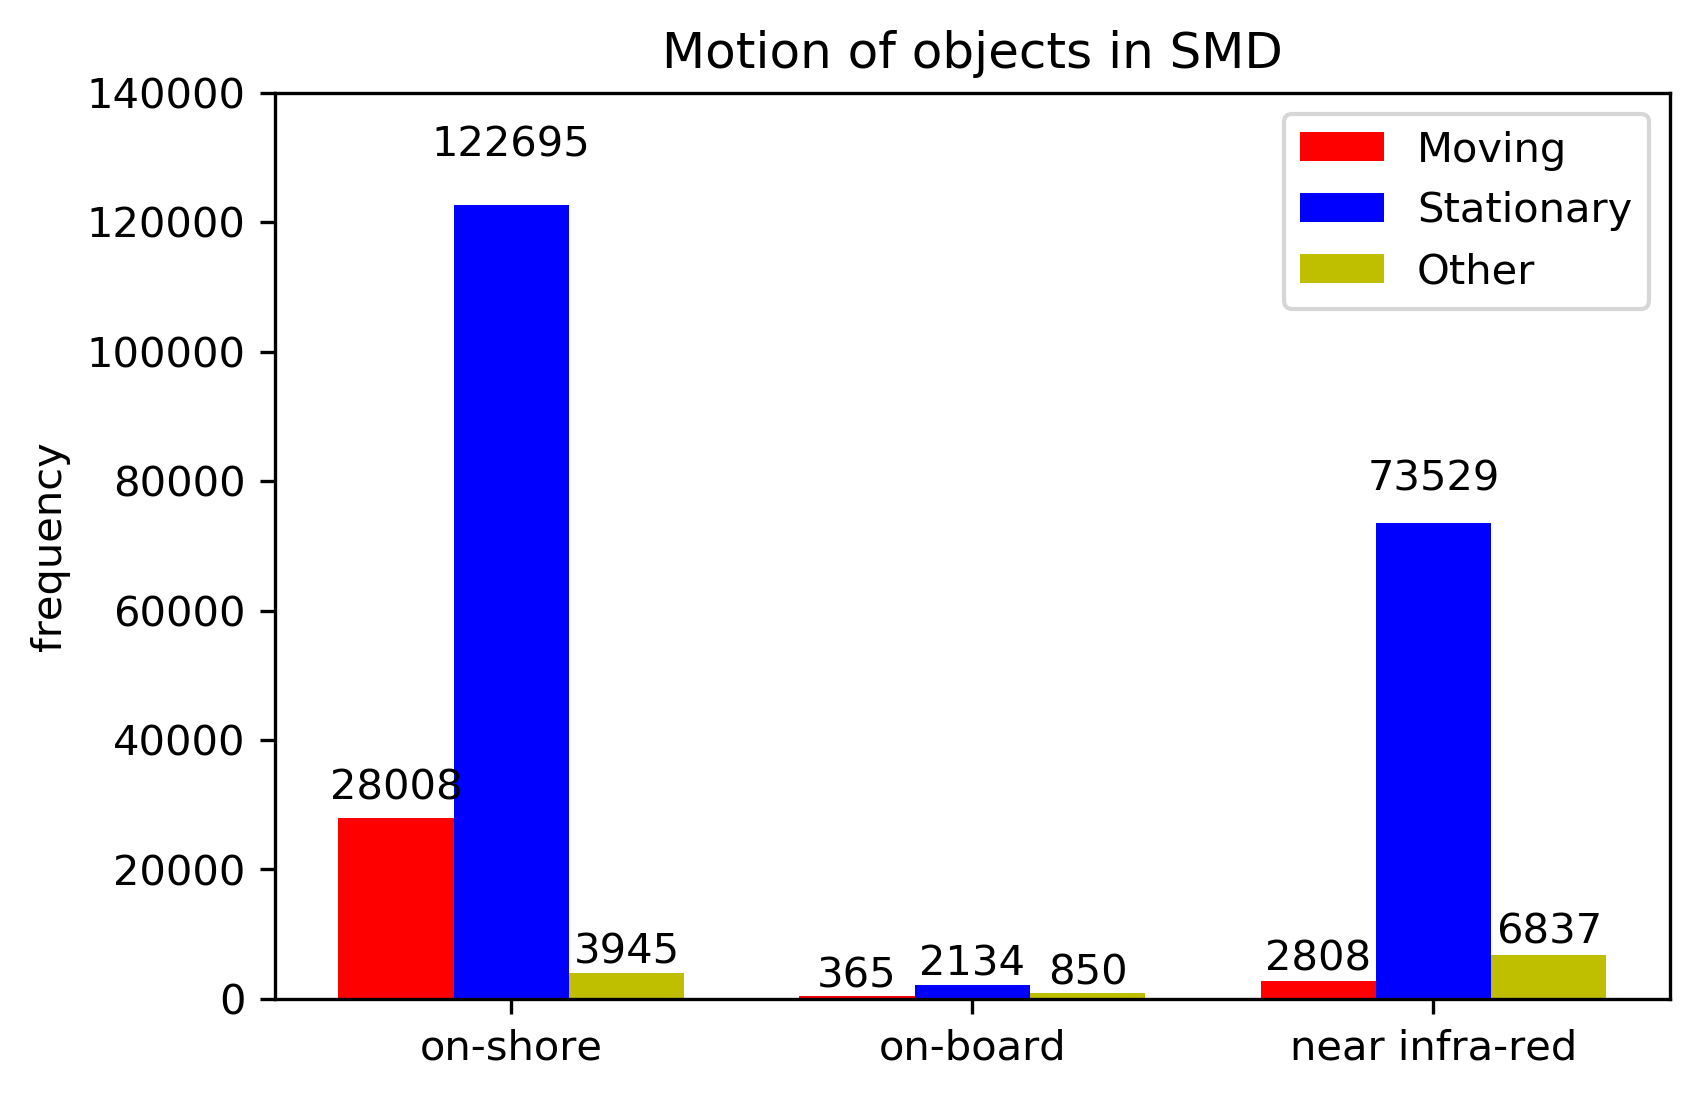 Motion of objects in SMD
frequency
140000
120000
100000
80000
60000
40000
20000
0
Moving
Stationary
Other
28008
122695
3945
365
2134
850
2808
73529
6837
on-shore
on-board
near infra-red